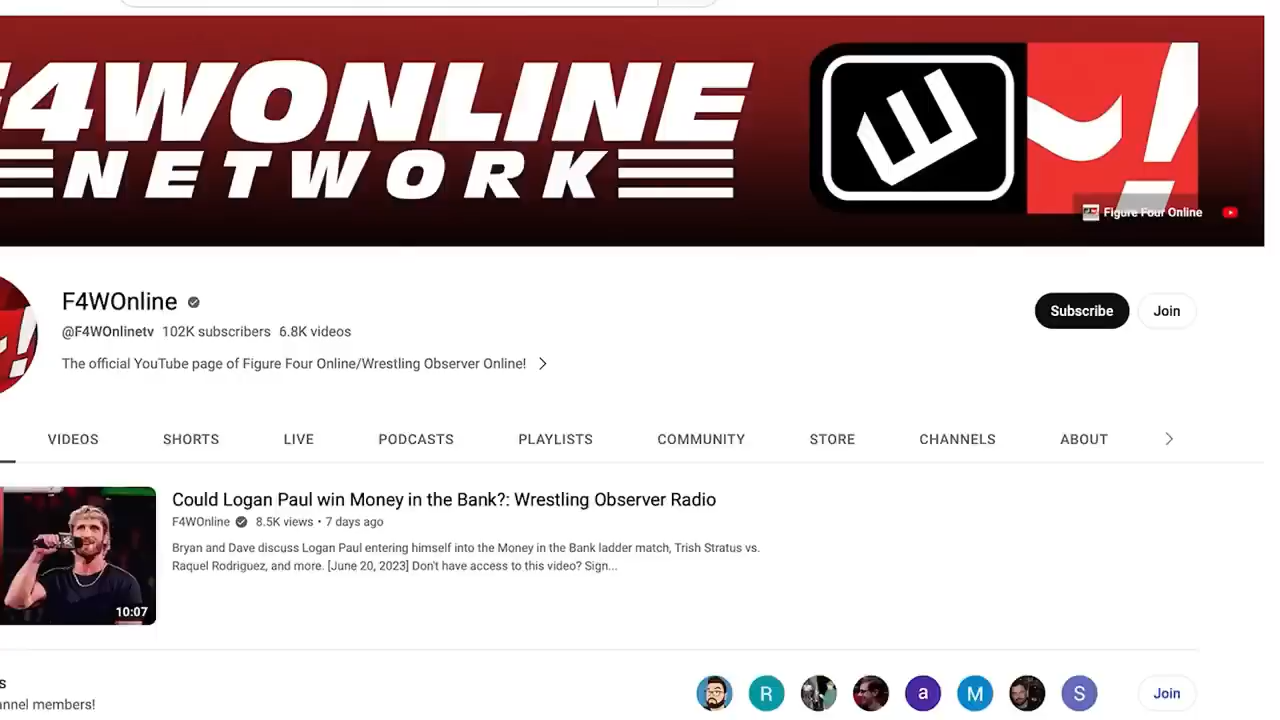 F4WONLINE
NETWORK
Figure Four Online
F4WOnline
@F4WOnlinetv 102K subscribers 6.8K videos
The official YouTube page of Figure Four Online/Wrestling Observer Online!
Subscribe
Join
VIDEOS SHORTS LIVE PODCASTS PLAYLISTS COMMUNITY STORE CHANNELS ABOUT
Could Logan Paul win Money in the Bank?: Wrestling Observer Radio
F4WOnline 8.5K views • 7 days ago
Bryan and Dave discuss Logan Paul entering himself into the Money in the Bank ladder match, Trish Stratus vs.
Raquel Rodriguez, and more. [June 20, 2023] Don't have access to this video? Sign...
10:07
R a M S
Join
nnel members!